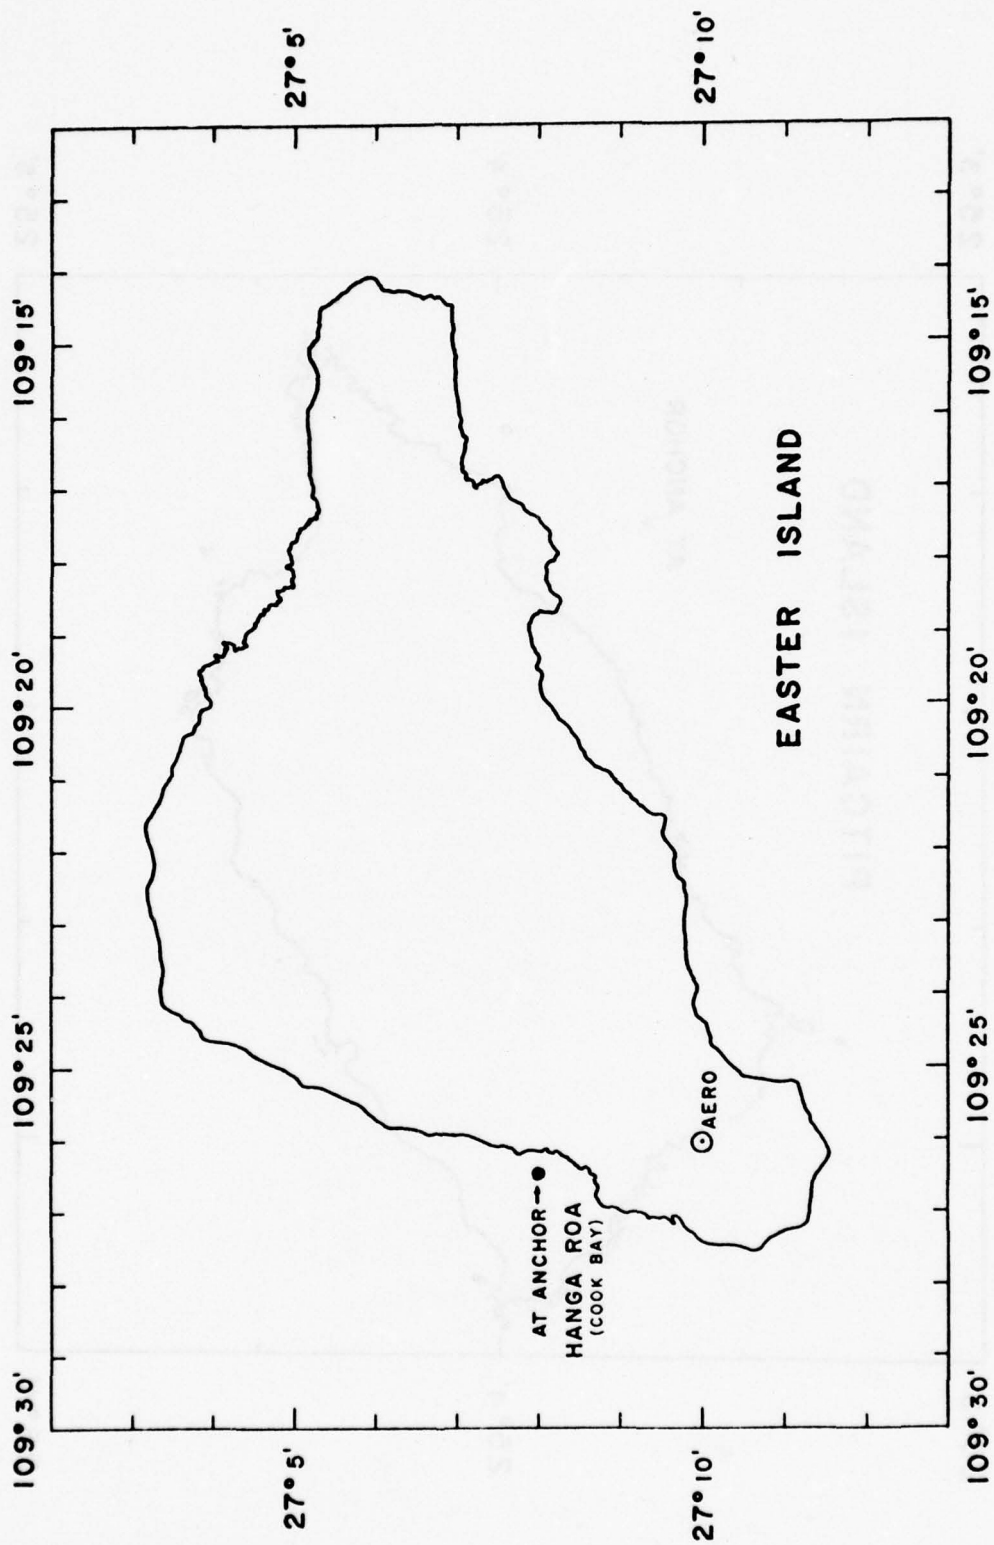 109° 30' 109° 25' 109° 20' 109° 15'
27° 5' 27° 5'
AT ANCHOR→
HANGA ROA
(COOK BAY)
AERO
27° 10' 27° 10'
EASTER ISLAND
109° 30' 109° 25' 109° 20' 109° 15'